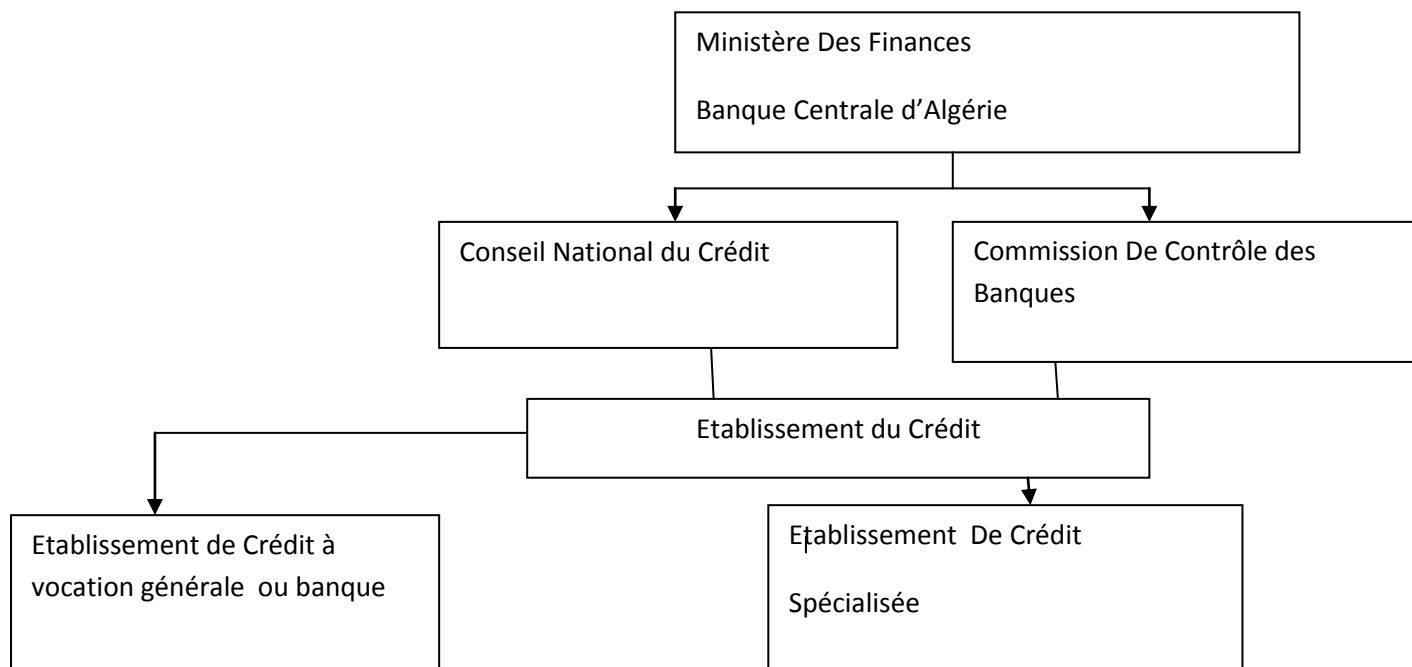 Ministère Des Finances
Banque Centrale d’Algérie
Conseil National du Crédit
Commission De Contrôle des
Banques
Etablissement du Crédit
Etablissement de Crédit à
vocation générale ou banque
Etablissement De Crédit
Spécialisée